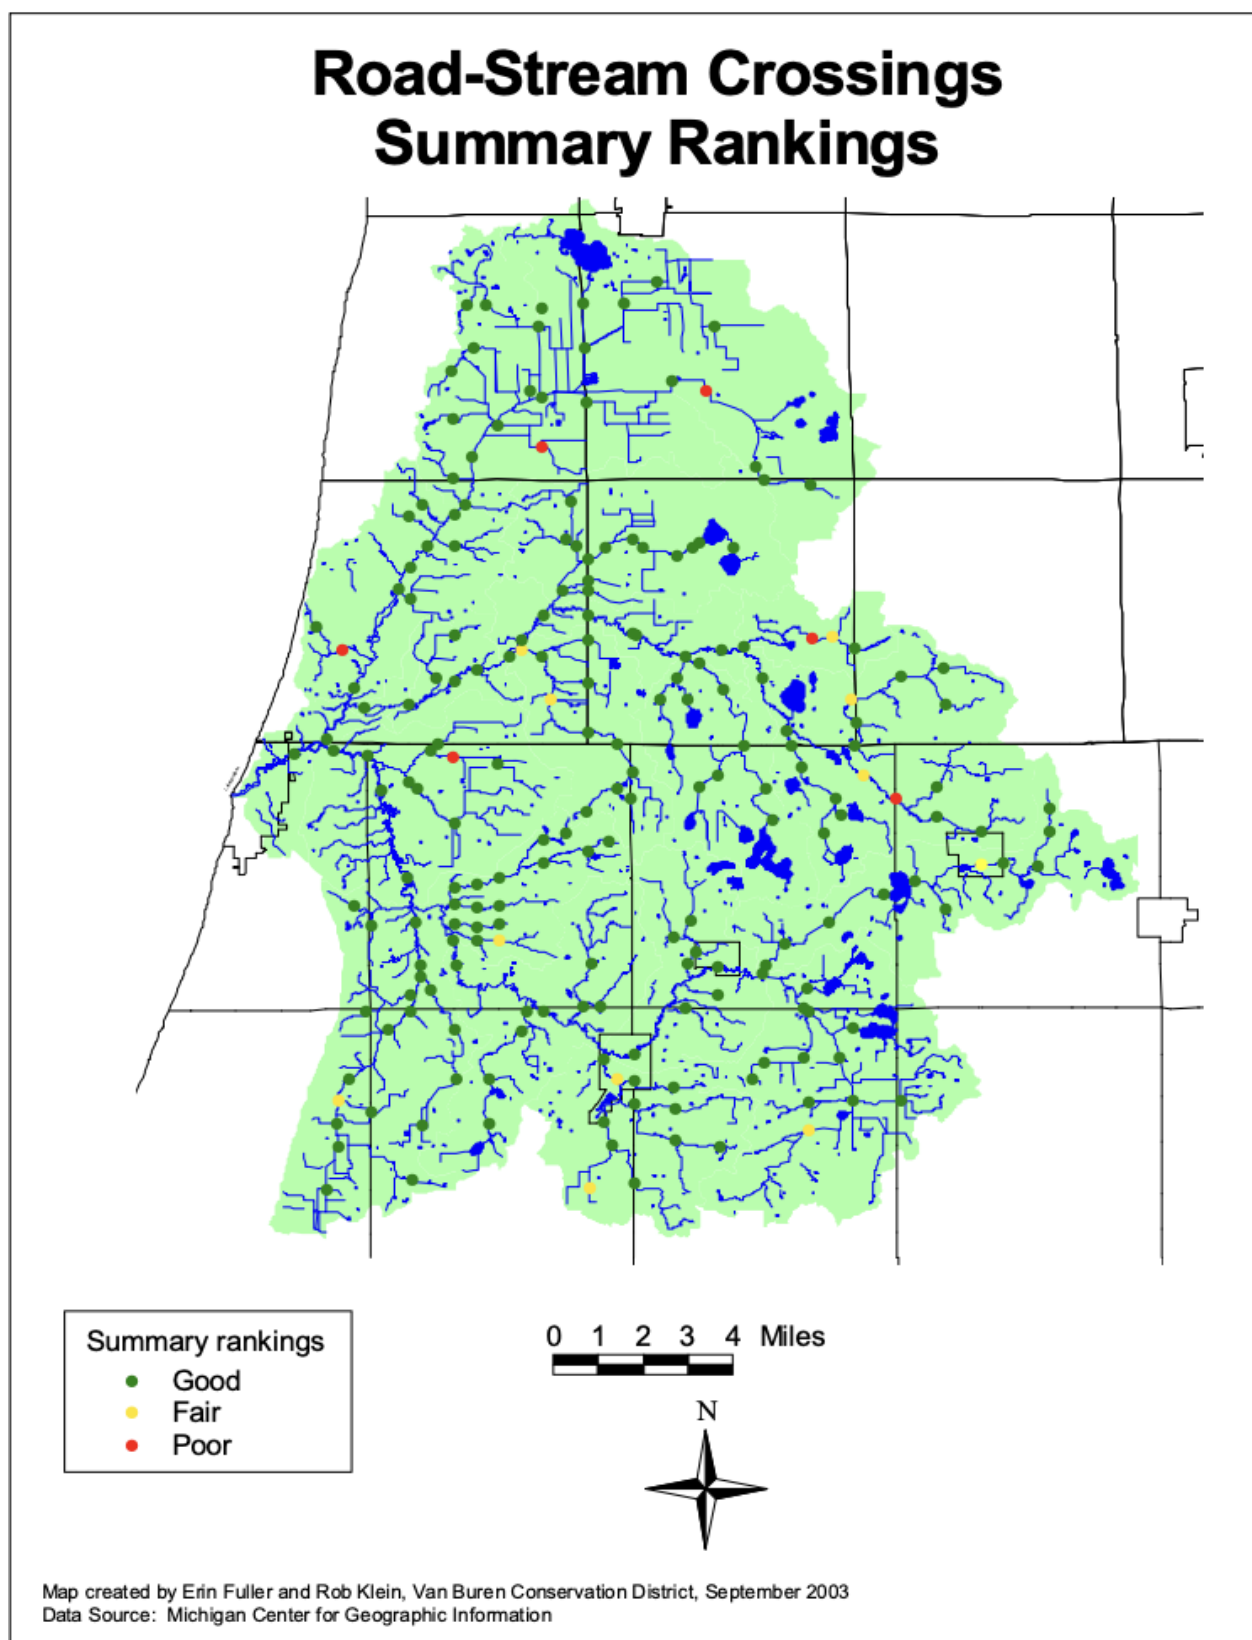 Road-Stream Crossings
Summary Rankings
Summary rankings
Good
Fair
Poor
0 1 2 3 4 Miles
N
Map created by Erin Fuller and Rob Klein, Van Buren Conservation District, September 2003
Data Source: Michigan Center for Geographic Information